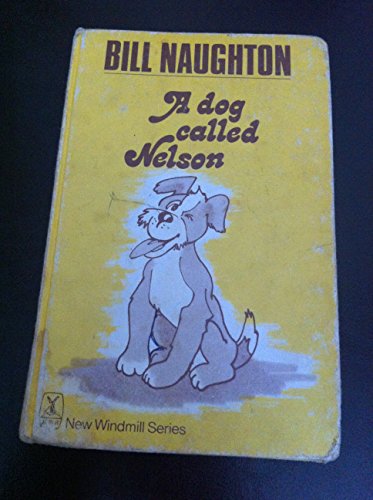 BILL NAUGHTON
A dog
called
Nelson
New Windmill Series